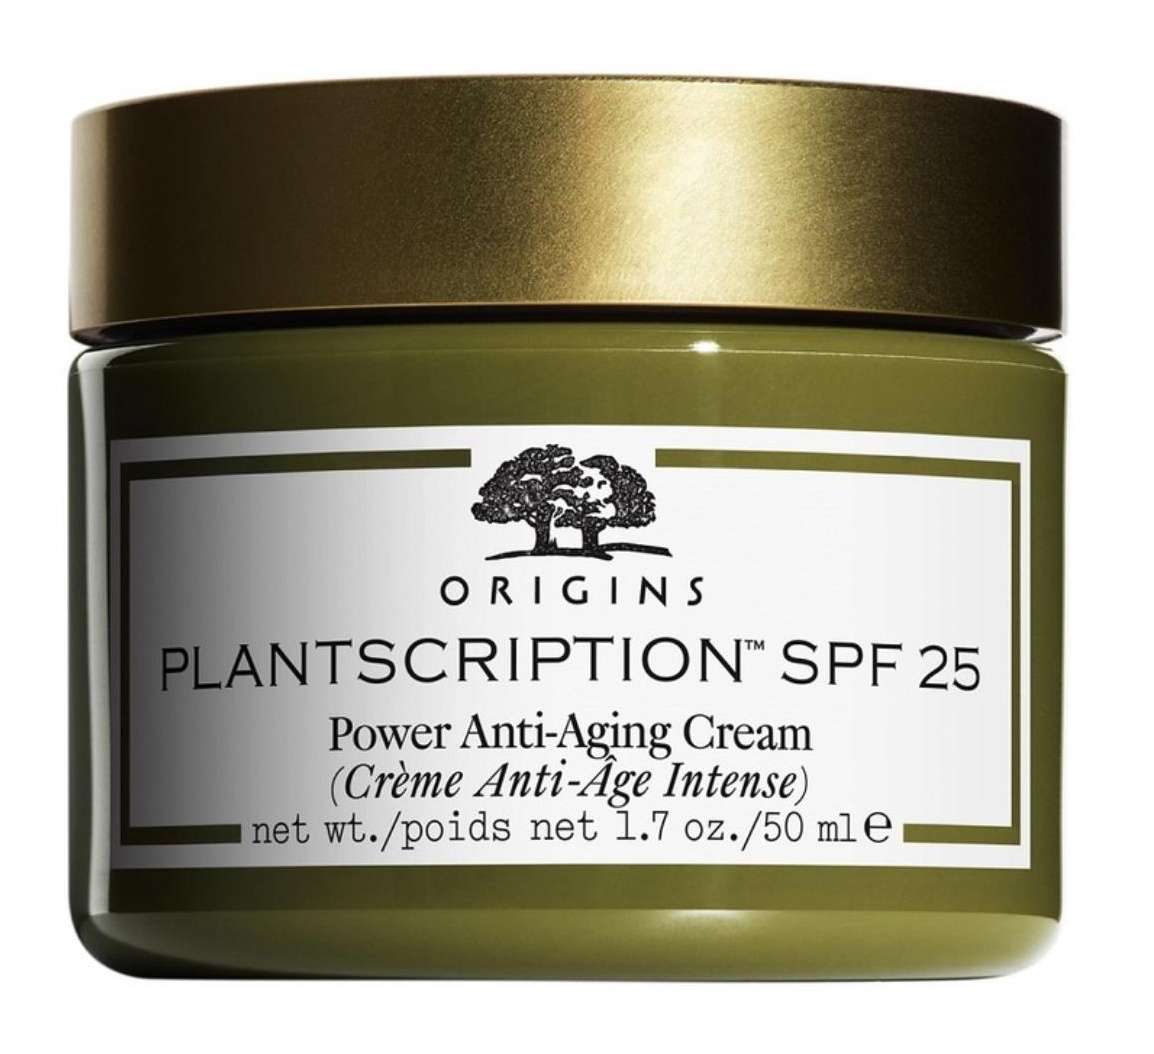 ORIGINS
PLANTSCRIPTION™ SPF 25
Power Anti-Aging Cream
(Crème Anti-Âge Intense)
net wt./poids net 1.7 oz./50 ml ℮